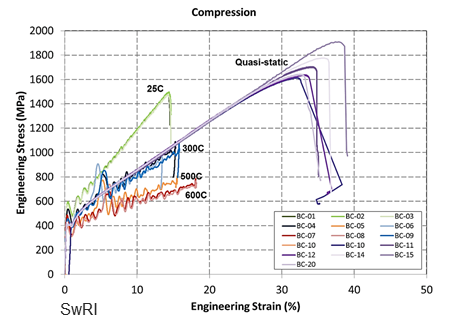 Compression
Engineering Stress (MPa)
2000
1800
1600
1400
1200
1000
800
600
400
200
0
Quasi-static
25C
300C
500C
600C
BC-01 BC-02 BC-03
BC-04 BC-05 BC-06
BC-07 BC-08 BC-09
BC-10 BC-10 BC-11
BC-12 BC-14 BC-15
BC-20
0 10 20 30 40 50
Engineering Strain (%)
SwRI